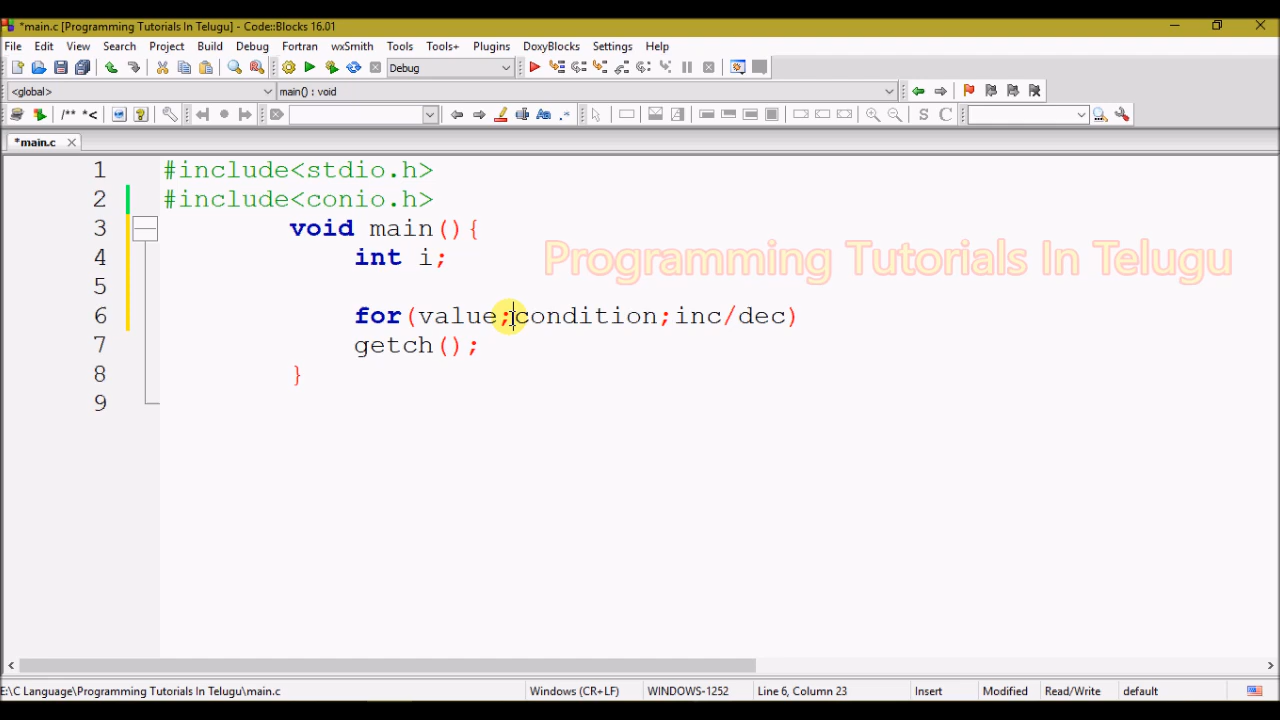 *main.c [Programming Tutorials In Telugu] - Code::Blocks 16.01
File Edit View Search Project Build Debug Fortran wxSmith Tools Tools+ Plugins DoxyBlocks Settings Help
Debug
<global> main() : void
/** *< Aa .* S C
*main.c
1 #include<stdio.h>
2 #include<conio.h>
3 void main(){
4 int i;
Programming Tutorials In Telugu
5
6 for(value;condition;inc/dec)
7 getch();
8 }
9
E:\C Language\Programming Tutorials In Telugu\main.c Windows (CR+LF) WINDOWS-1252 Line 6, Column 23 Insert Modified Read/Write default